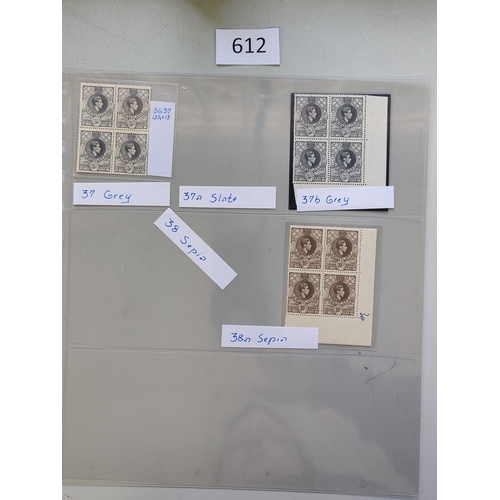 612
SG37
13½×13
37 Grey
37a Slate
37b Grey
38 Sepia
38a Sepia